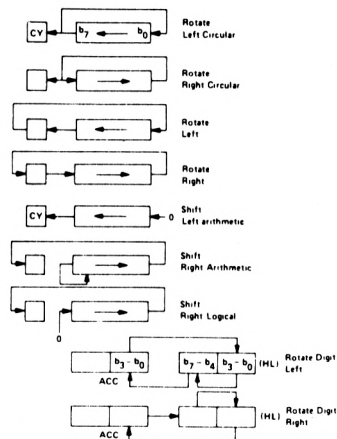 CY b₇ b₀ Rotate
Left Circular
Rotate
Right Circular
Rotate
Left
Rotate
Right
CY 0 Shift
Left arithmetic
Shift
Right Arithmetic
Shift
Right Logical
0
b₃ – b₀ b₇ – b₄ b₃ – b₀ (HL) Rotate Digit
Left
ACC
(HL) Rotate Digit
Right
ACC